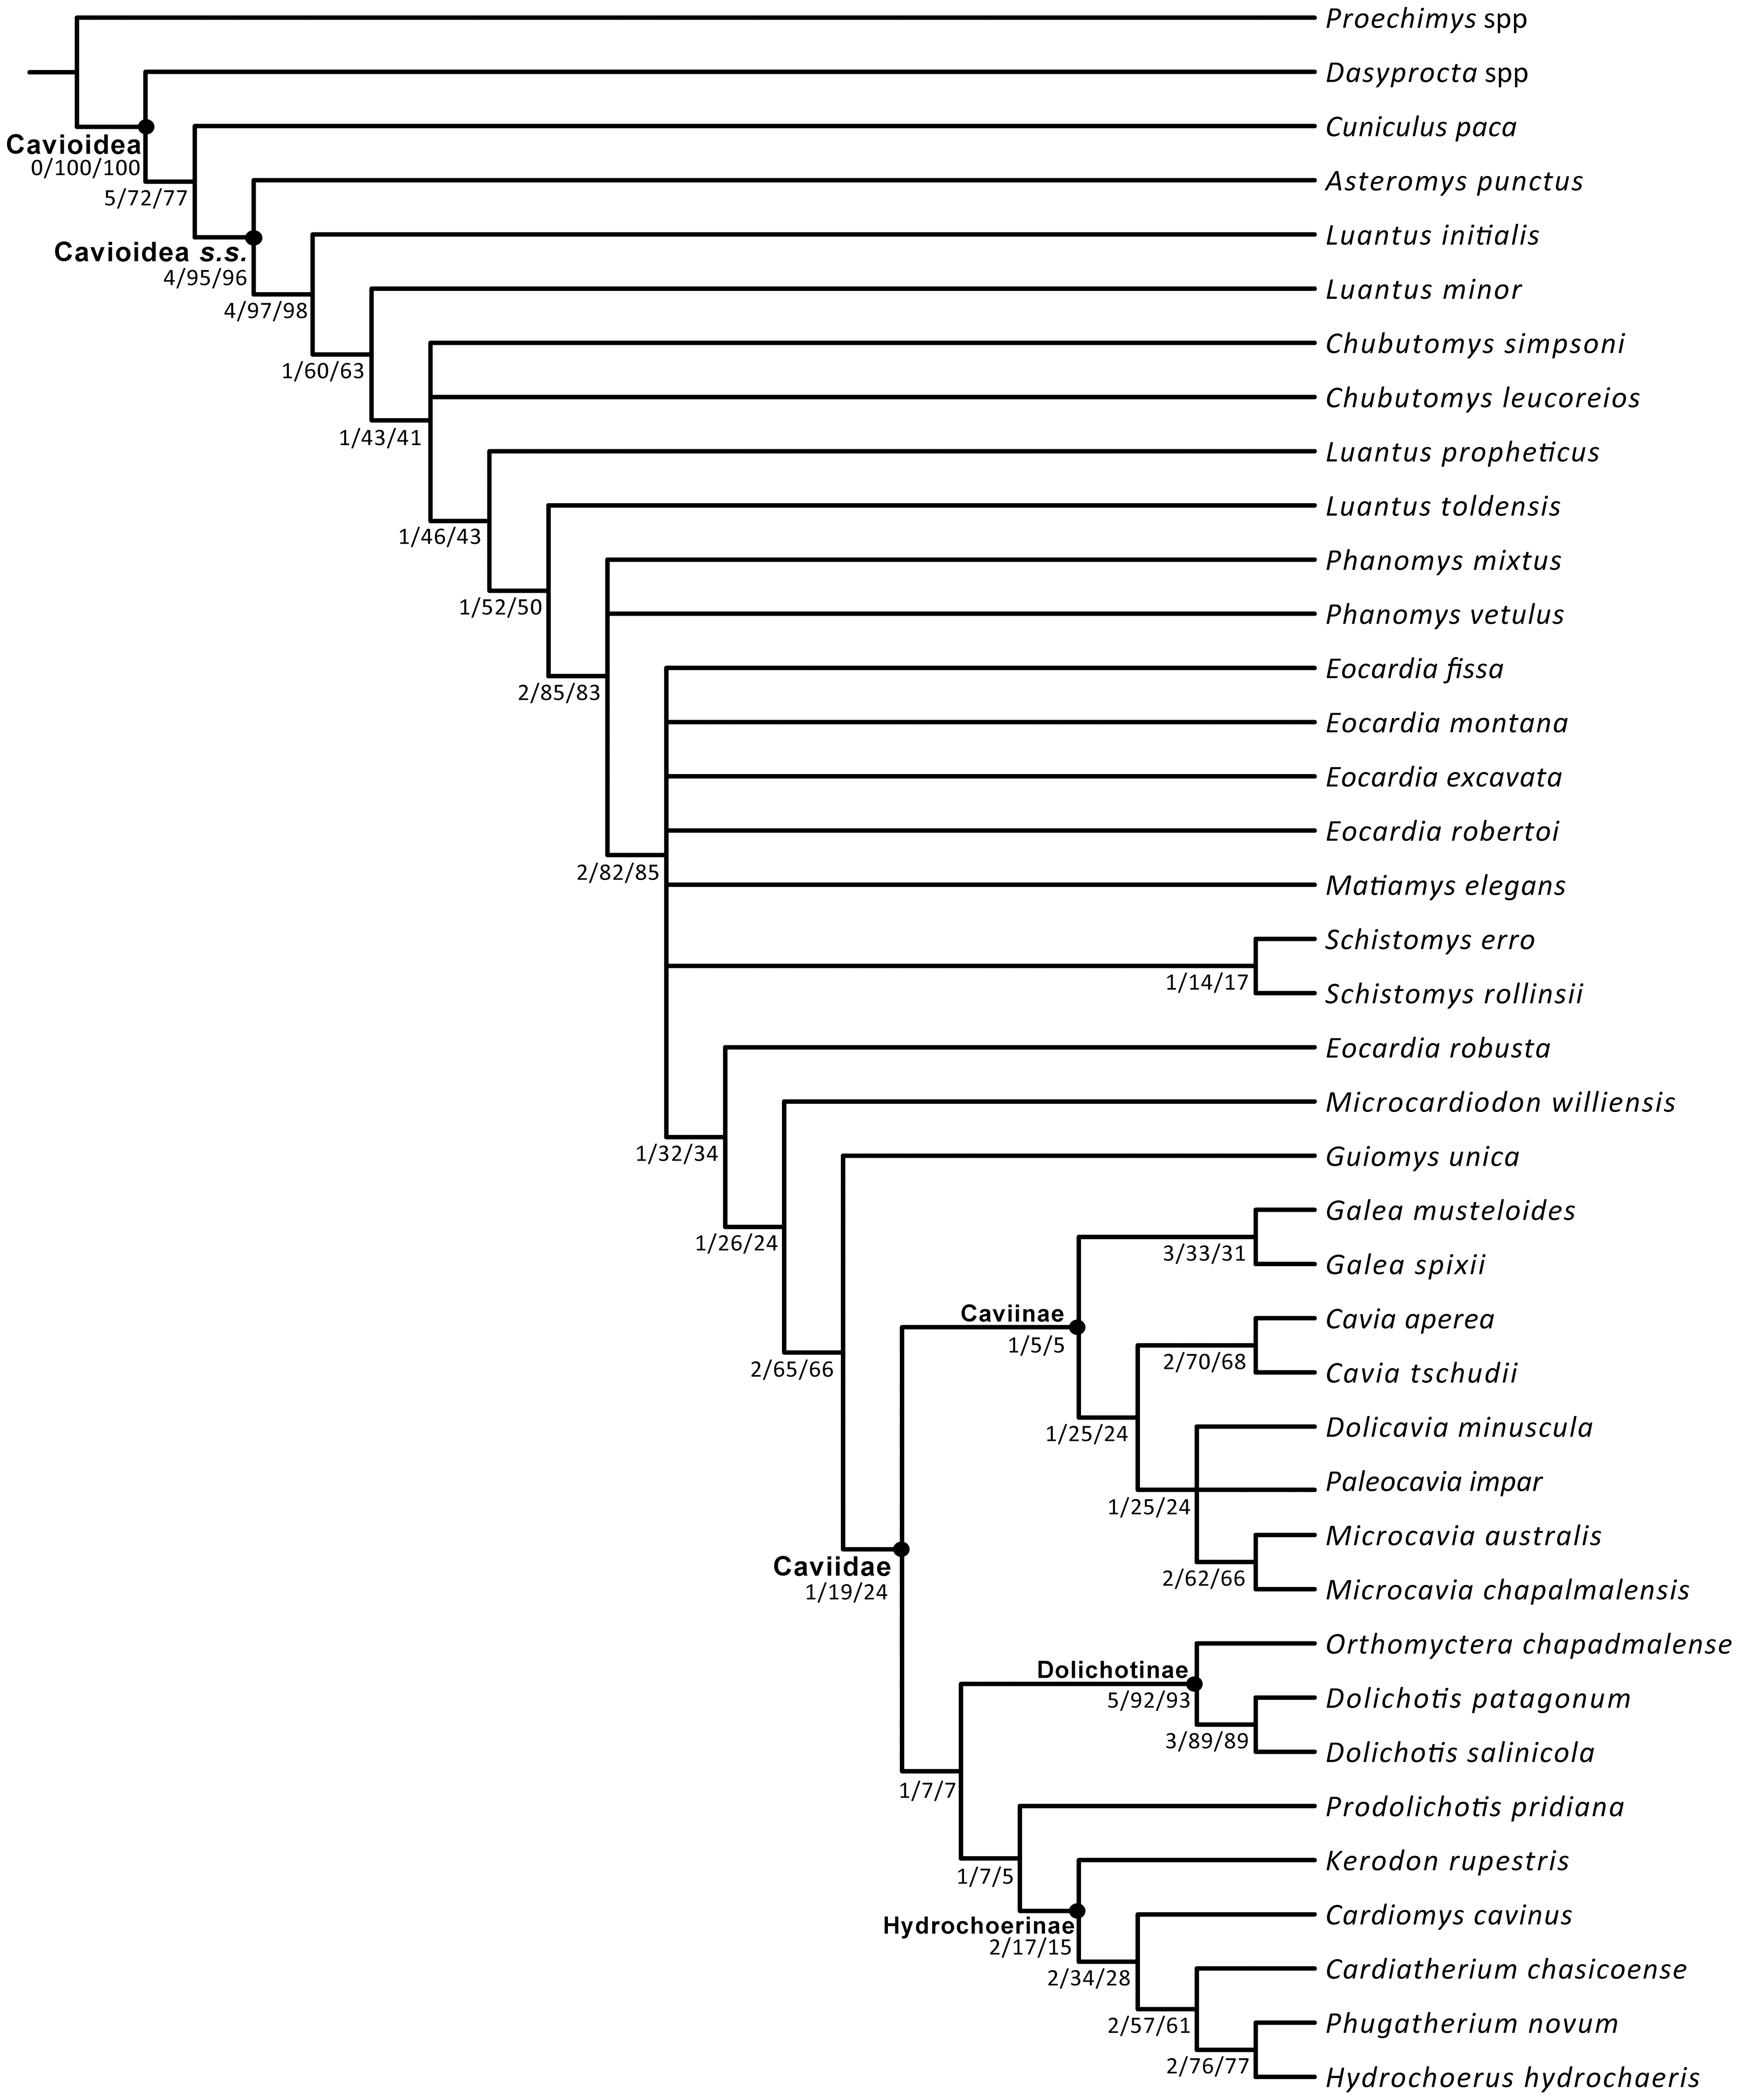 Proechimys spp
Dasyprocta spp
Cuniculus paca
Cavioidea
0/100/100
Asteromys punctus
5/72/77
Luantus initialis
Cavioidea s.s.
4/95/96
Luantus minor
4/97/98
Chubutomys simpsoni
1/60/63
Chubutomys leucoreios
1/43/41
Luantus propheticus
Luantus toldensis
1/46/43
Phanomys mixtus
1/52/50
Phanomys vetulus
Eocardia fissa
2/85/83
Eocardia montana
Eocardia excavata
Eocardia robertoi
2/82/85
Matiamys elegans
Schistomys erro
1/14/17
Schistomys rollinsii
Eocardia robusta
Microcardiodon williensis
1/32/34
Guiomys unica
Galea musteloides
1/26/24
3/33/31
Galea spixii
Caviinae
Cavia aperea
1/5/5
2/70/68
2/65/66
Cavia tschudii
Dolicavia minuscula
1/25/24
Paleocavia impar
1/25/24
Microcavia australis
Caviidae
2/62/66
1/19/24
Microcavia chapalmalensis
Orthomyctera chapadmalense
Dolichotinae
5/92/93
Dolichotis patagonum
3/89/89
Dolichotis salinicola
1/7/7
Prodolichotis pridiana
Kerodon rupestris
1/7/5
Cardiomys cavinus
Hydrochoerinae
2/17/15
Cardiatherium chasicoense
2/34/28
Phugatherium novum
2/57/61
2/76/77
Hydrochoerus hydrochaeris